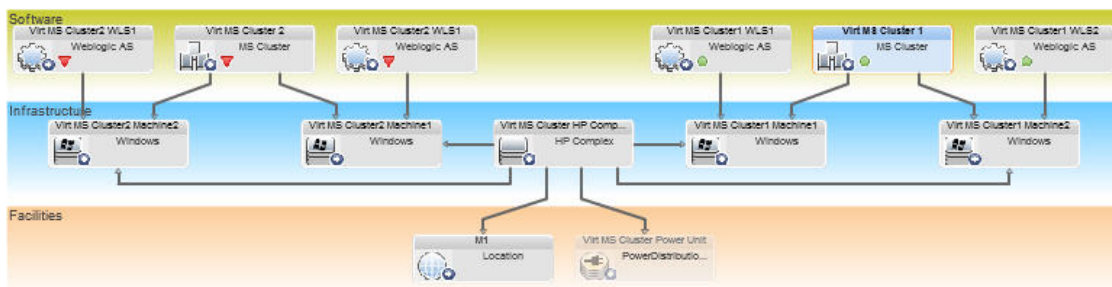 Software
Virt MS Cluster2 WLS1
Weblogic AS
Virt MS Cluster 2
MS Cluster
Virt MS Cluster2 WLS1
Weblogic AS
Virt MS Cluster1 WLS1
Weblogic AS
Virt MS Cluster 1
MS Cluster
Virt MS Cluster1 WLS2
Weblogic AS
Infrastructure
Virt MS Cluster2 Machine2
Windows
Virt MS Cluster2 Machine1
Windows
Virt MS Cluster HP Comp...
HP Complex
Virt MS Cluster1 Machine1
Windows
Virt MS Cluster1 Machine2
Windows
Facilities
M1
Location
Virt MS Cluster Power Unit
PowerDistributio...